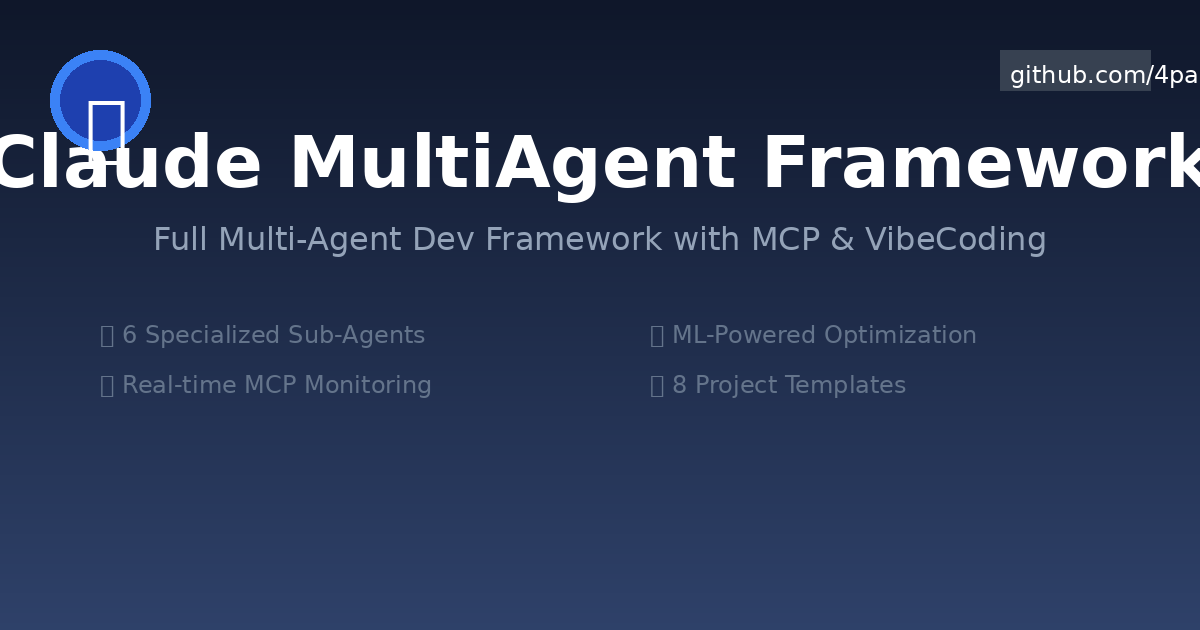 github.com/4pa
Claude MultiAgent Framework
Full Multi-Agent Dev Framework with MCP & VibeCoding
6 Specialized Sub-Agents
ML-Powered Optimization
Real-time MCP Monitoring
8 Project Templates